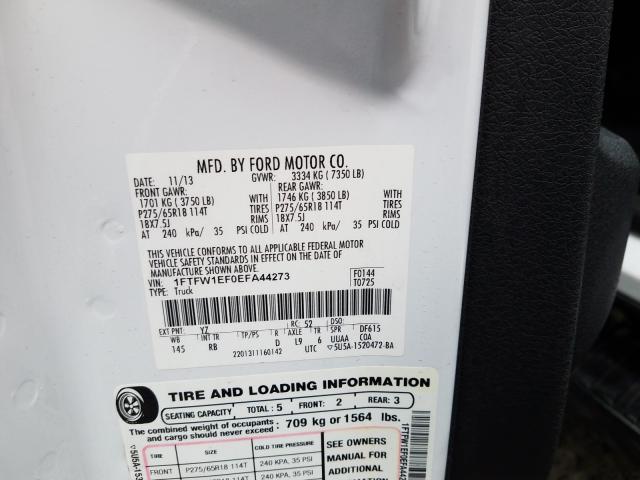 MFD. BY FORD MOTOR CO.
DATE: 11/13 GVWR: 3334 KG ( 7350 LB)
FRONT GAWR: REAR GAWR:
1701 KG ( 3750 LB) WITH 1746 KG ( 3850 LB) WITH
P275/65R18 114T TIRES P275/65R18 114T TIRES
18X7.5J RIMS 18X7.5J RIMS
AT 240 kPa/ 35 PSI COLD AT 240 kPa/ 35 PSI COLD
THIS VEHICLE CONFORMS TO ALL APPLICABLE FEDERAL MOTOR
VEHICLE SAFETY STANDARDS IN EFFECT ON THE DATE OF
MANUFACTURE SHOWN ABOVE.
VIN: 1FTFW1EF0EFA44273 F0144
TYPE: Truck T0725
EXT PNT: YZ RC: 52 DSO:
WB INT TR TP/PS R AXLE TR SPR DF615
145 RB D L9 6 UUAA CQA
2201311160142 UTC ▽5U5A-1520472-BA
TIRE AND LOADING INFORMATION
SEATING CAPACITY TOTAL: 5 FRONT: 2 REAR: 3
The combined weight of occupants and cargo should never exceed 709 kg or 1564 lbs.
TIRE SIZE COLD TIRE PRESSURE SEE OWNERS
FRONT P275/65R18 114T 240 KPA, 35 PSI MANUAL FOR
240 KPA, 35 PSI ADDITIONAL